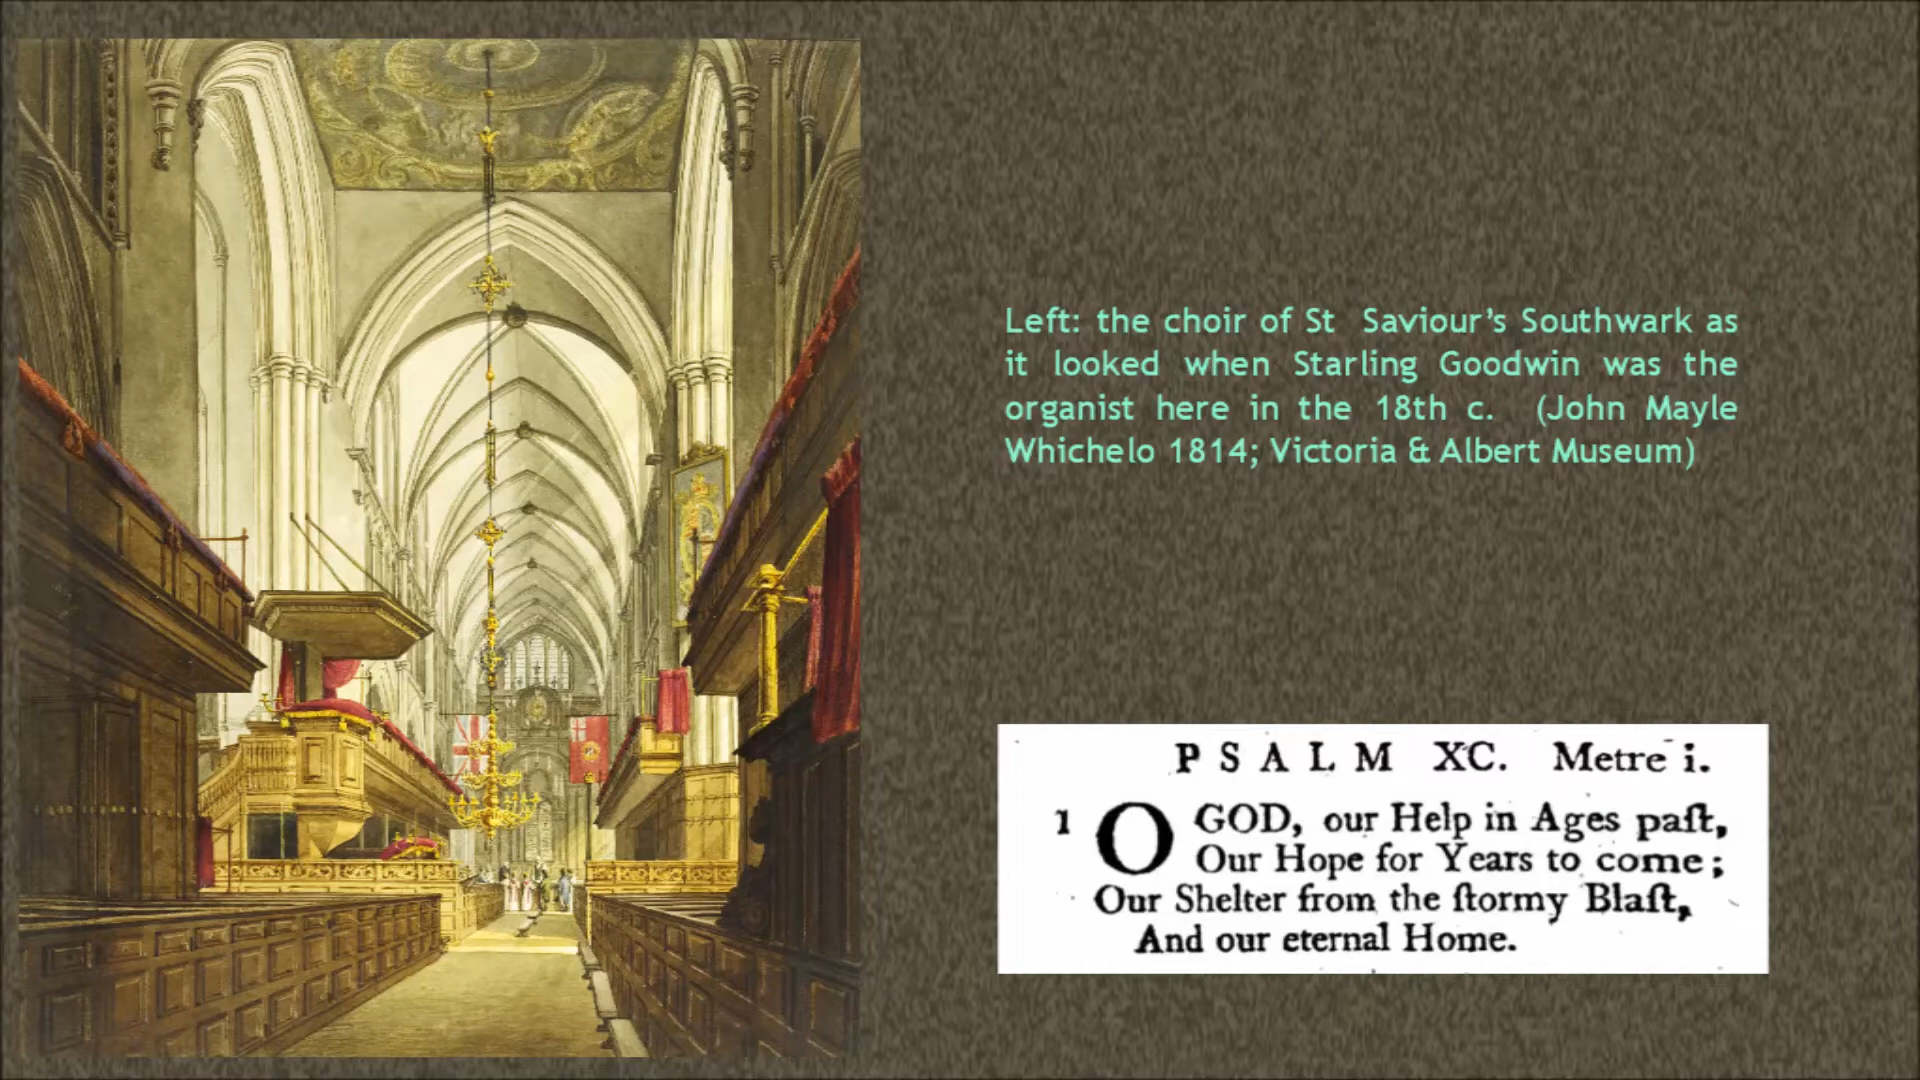 Left: the choir of St Saviour's Southwark as
it looked when Starling Goodwin was the
organist here in the 18th c. (John Mayle
Whichelo 1814; Victoria & Albert Museum)
PSALM XC. Metre i.
1 O GOD, our Help in Ages paſt,
Our Hope for Years to come;
Our Shelter from the ſtormy Blaſt,
And our eternal Home.